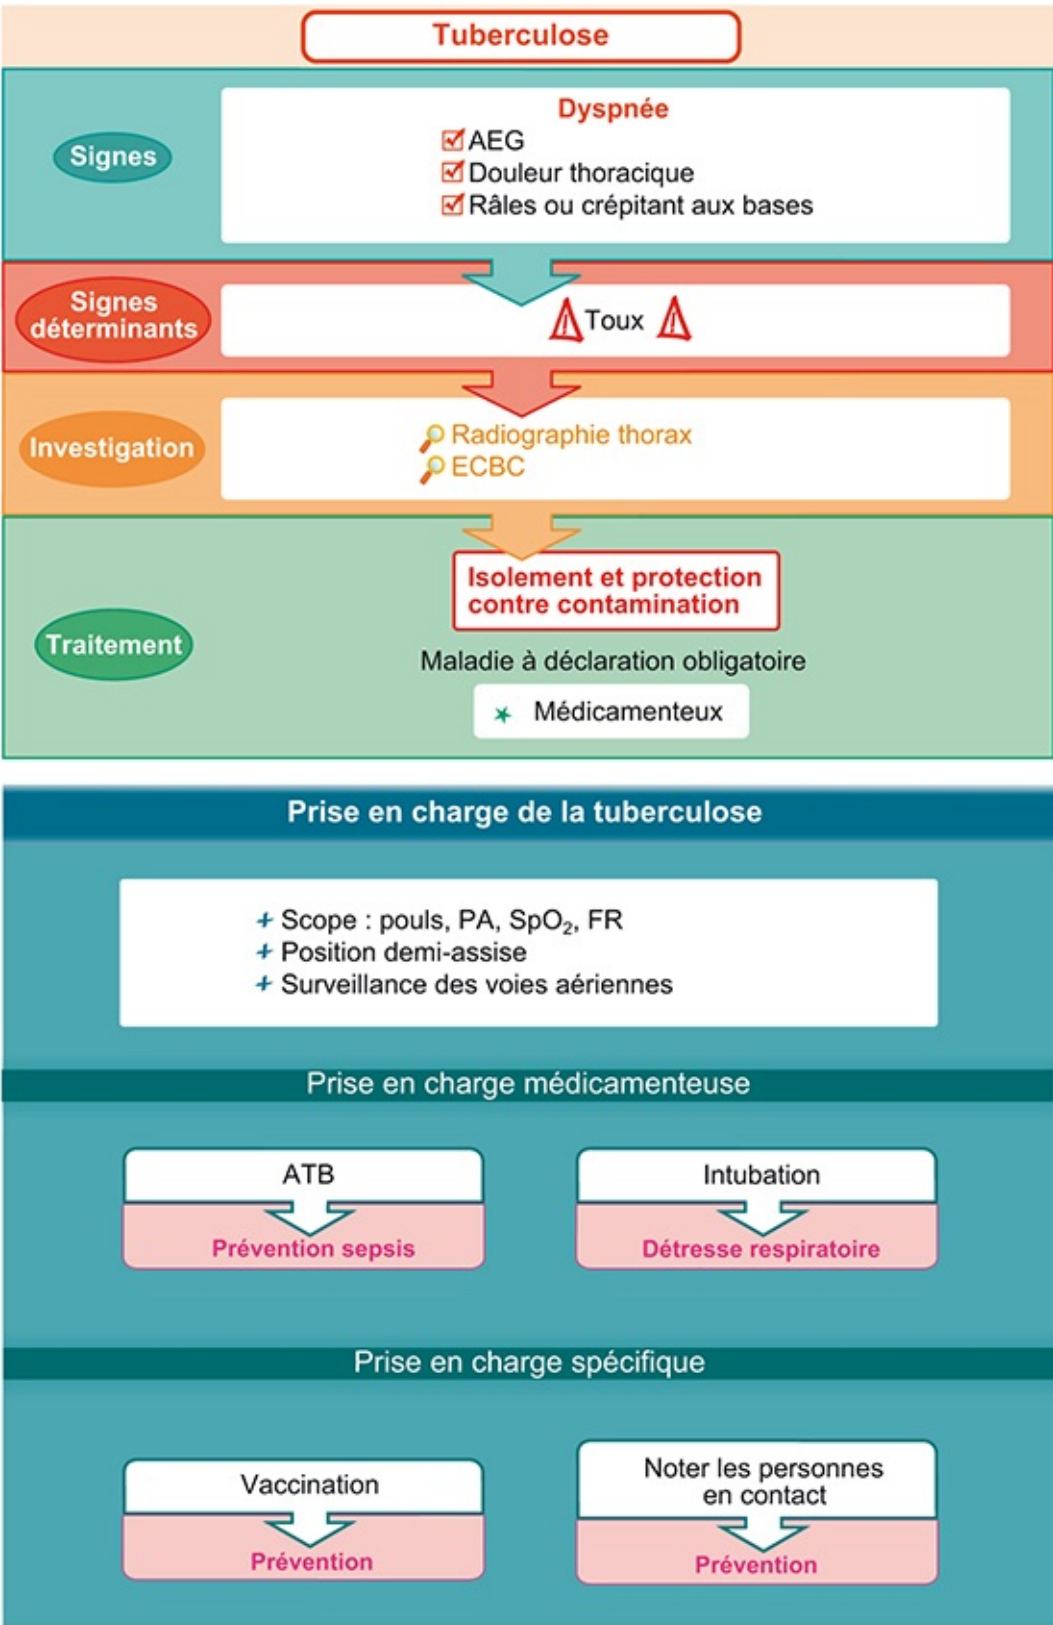 Tuberculose
Signes
Dyspnée
AEG
Douleur thoracique
Râles ou crépitant aux bases
Signes
déterminants
Toux
Investigation
Radiographie thorax
ECBC
Traitement
Isolement et protection
contre contamination
Maladie à déclaration obligatoire
Médicamenteux
Prise en charge de la tuberculose
+ Scope : pouls, PA, SpO₂, FR
+ Position demi-assise
+ Surveillance des voies aériennes
Prise en charge médicamenteuse
ATB
Prévention sepsis
Intubation
Détresse respiratoire
Prise en charge spécifique
Vaccination
Prévention
Noter les personnes
en contact
Prévention